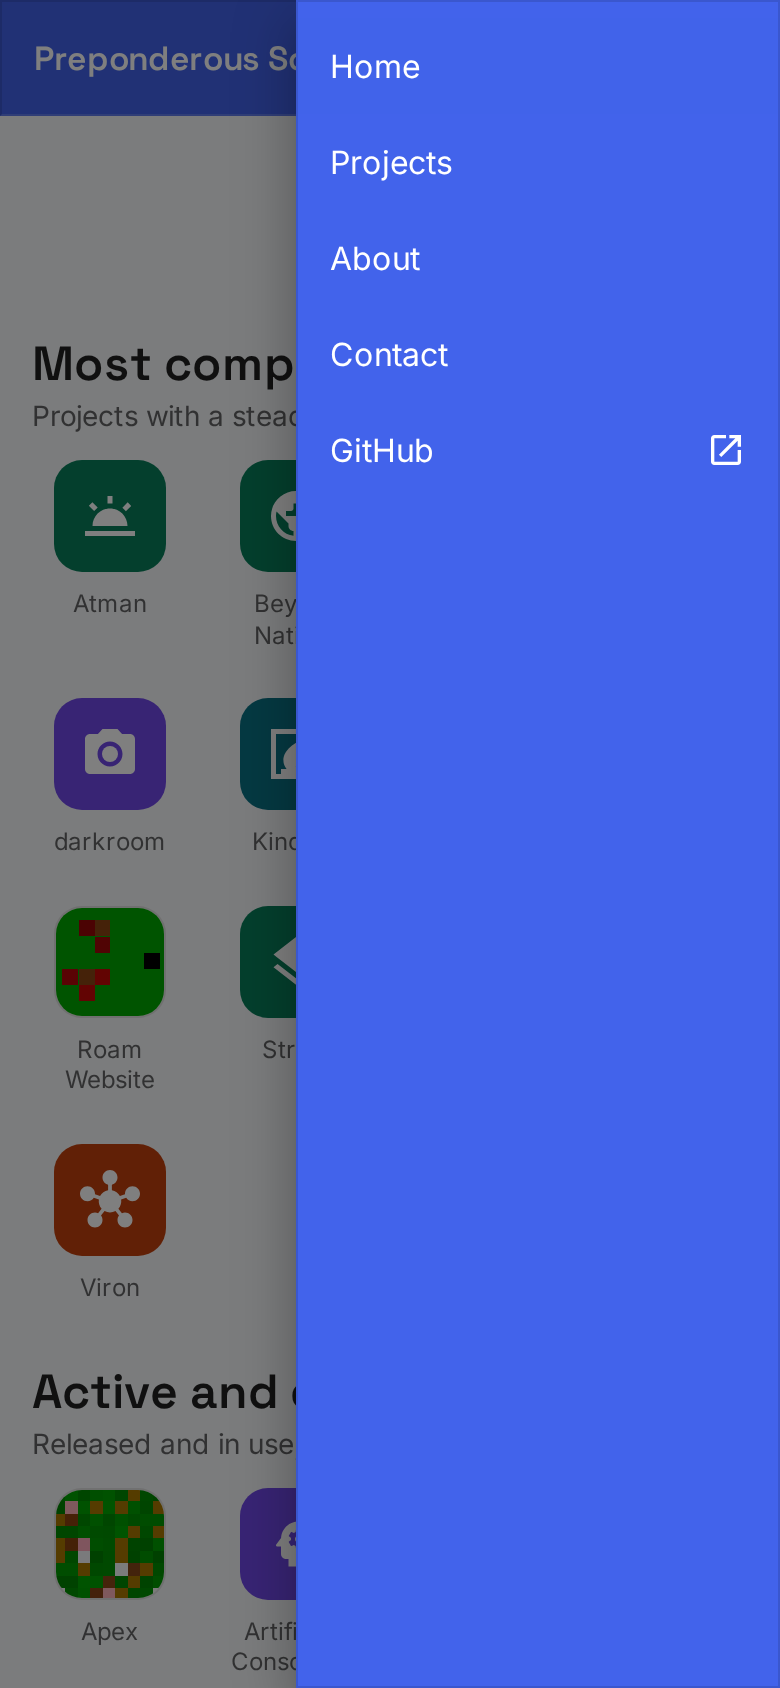 Preponderous
Home
Projects
About
Contact
GitHub
Most
Projects with a
Atman
darkroom
Roam
Website
Viron
Active and
Released and in use
Apex